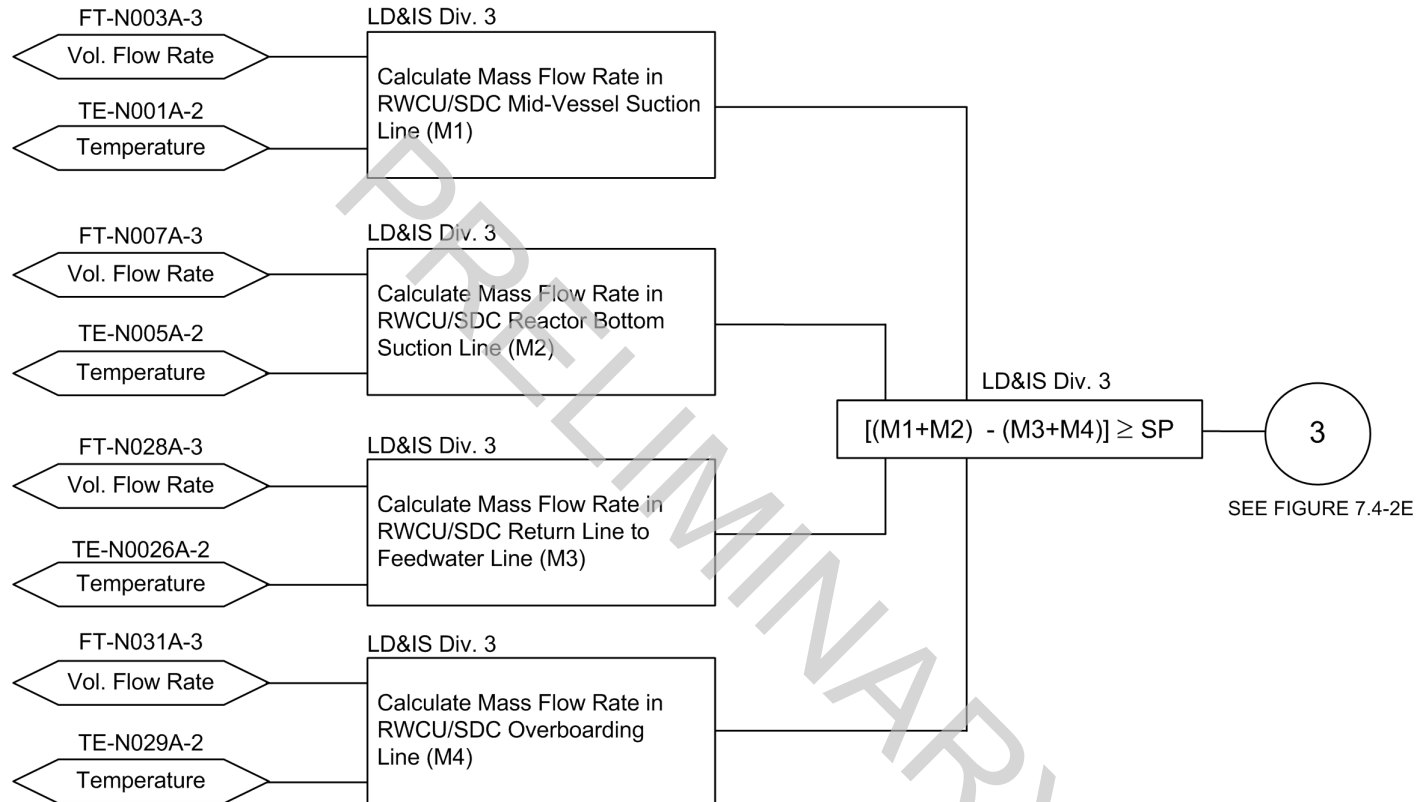 FT-N003A-3
Vol. Flow Rate
TE-N001A-2
Temperature
LD&IS Div. 3
Calculate Mass Flow Rate in
RWCU/SDC Mid-Vessel Suction
Line (M1)
FT-N007A-3
Vol. Flow Rate
TE-N005A-2
Temperature
LD&IS Div. 3
Calculate Mass Flow Rate in
RWCU/SDC Reactor Bottom
Suction Line (M2)
FT-N028A-3
Vol. Flow Rate
TE-N0026A-2
Temperature
LD&IS Div. 3
Calculate Mass Flow Rate in
RWCU/SDC Return Line to
Feedwater Line (M3)
FT-N031A-3
Vol. Flow Rate
TE-N029A-2
Temperature
LD&IS Div. 3
Calculate Mass Flow Rate in
RWCU/SDC Overboarding
Line (M4)
LD&IS Div. 3
[(M1+M2) - (M3+M4)] ≥ SP
3
SEE FIGURE 7.4-2E
PRELIMINARY